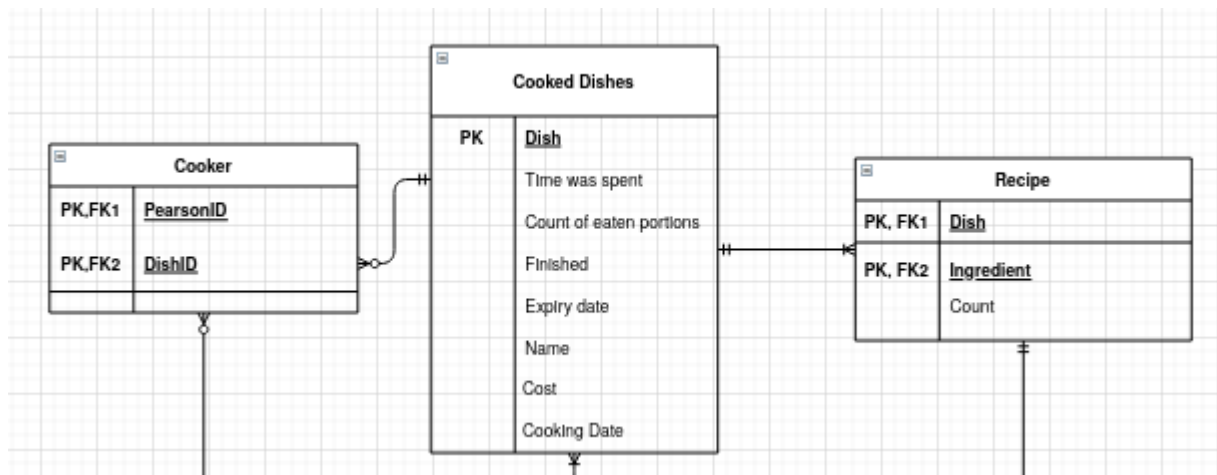 Cooker
PK,FK1 PearsonID
PK,FK2 DishID
Cooked Dishes
PK Dish
Time was spent
Count of eaten portions
Finished
Expiry date
Name
Cost
Cooking Date
Recipe
PK, FK1 Dish
PK, FK2 Ingredient
Count